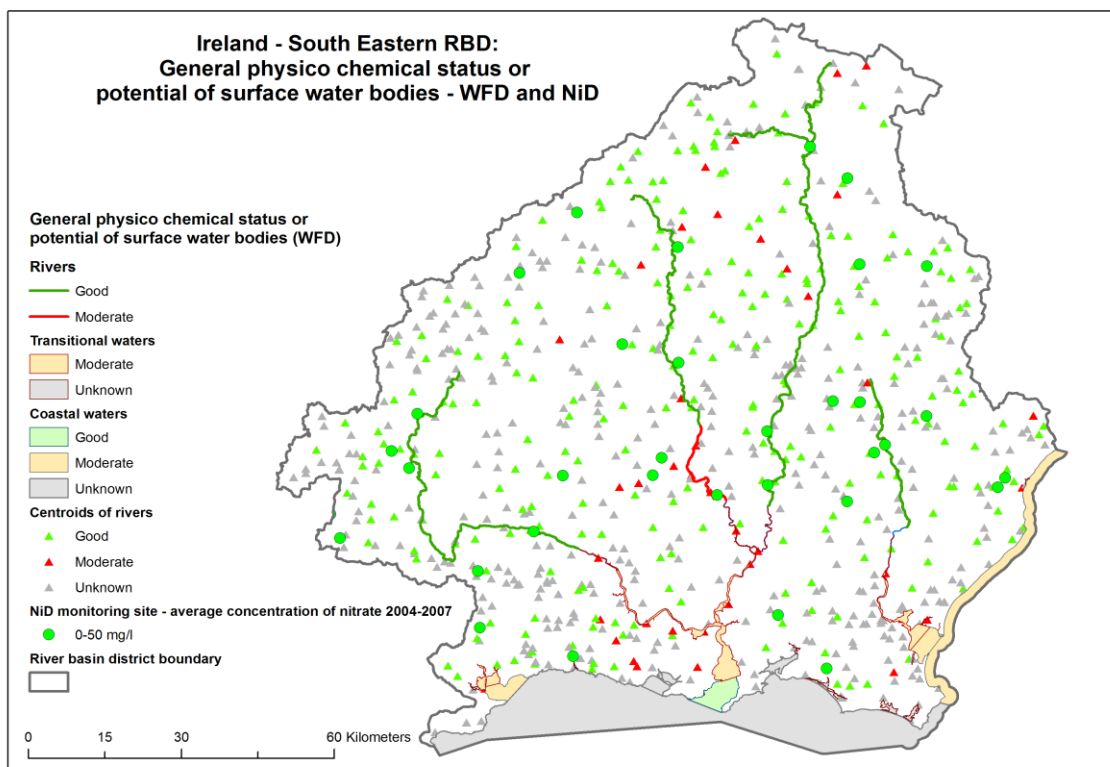 Ireland - South Eastern RBD:
General physico chemical status or
potential of surface water bodies - WFD and NiD
General physico chemical status or
potential of surface water bodies (WFD)
Rivers
Good
Moderate
Transitional waters
Moderate
Unknown
Coastal waters
Good
Moderate
Unknown
Centroids of rivers
Good
Moderate
Unknown
NiD monitoring site - average concentration of nitrate 2004-2007
0-50 mg/l
River basin district boundary
0 15 30 60 Kilometers